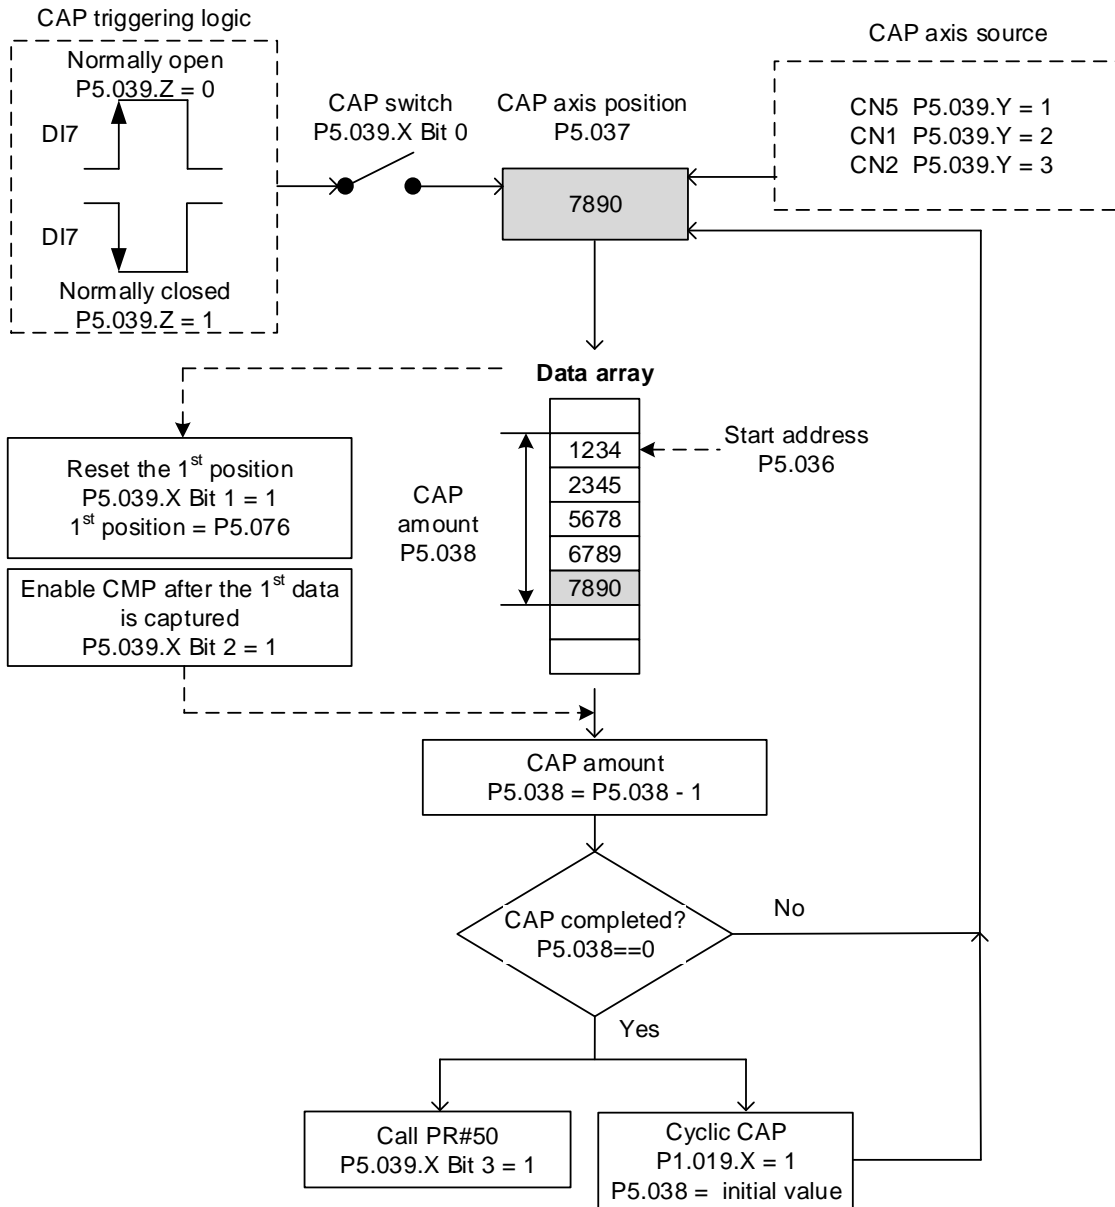 CAP triggering logic
Normally open
P5.039.Z = 0
DI7
DI7
Normally closed
P5.039.Z = 1
CAP switch
P5.039.X Bit 0
CAP axis position
P5.037
7890
CAP axis source
CN5 P5.039.Y = 1
CN1 P5.039.Y = 2
CN2 P5.039.Y = 3
Data array
1234
2345
5678
6789
7890
Start address
P5.036
CAP
amount
P5.038
Reset the 1st position
P5.039.X Bit 1 = 1
1st position = P5.076
Enable CMP after the 1st data
is captured
P5.039.X Bit 2 = 1
CAP amount
P5.038 = P5.038 - 1
CAP completed?
P5.038==0
No
Yes
Call PR#50
P5.039.X Bit 3 = 1
Cyclic CAP
P1.019.X = 1
P5.038 = initial value